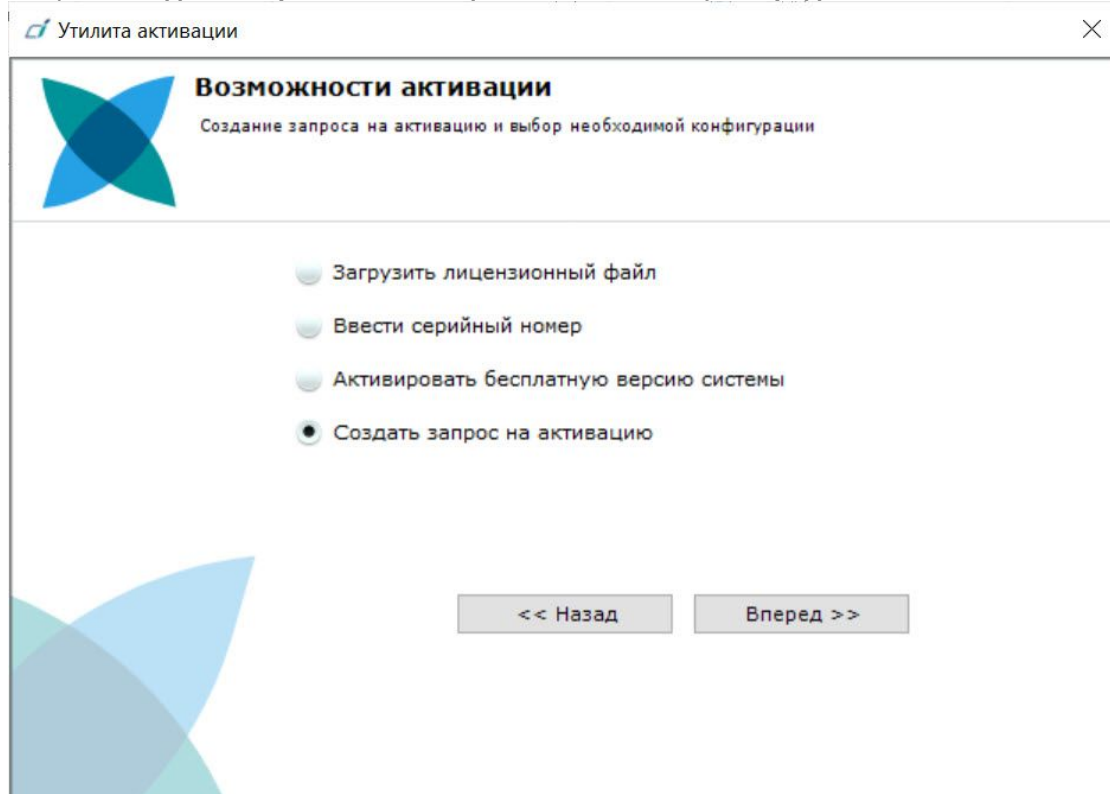 Утилита активации
Возможности активации
Создание запроса на активацию и выбор необходимой конфигурации
Загрузить лицензионный файл
Ввести серийный номер
Активировать бесплатную версию системы
Создать запрос на активацию
<< Назад
Вперед >>